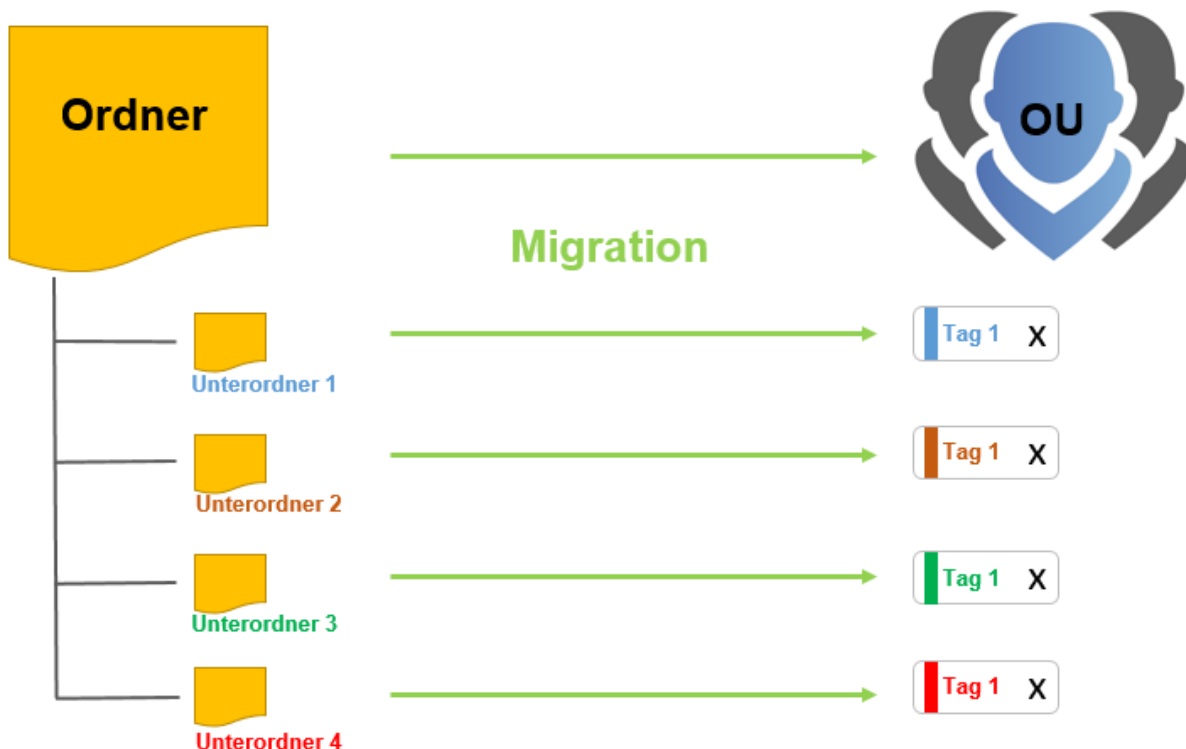 Ordner
OU
Migration
Unterordner 1
Tag 1 X
Unterordner 2
Tag 1 X
Unterordner 3
Tag 1 X
Unterordner 4
Tag 1 X